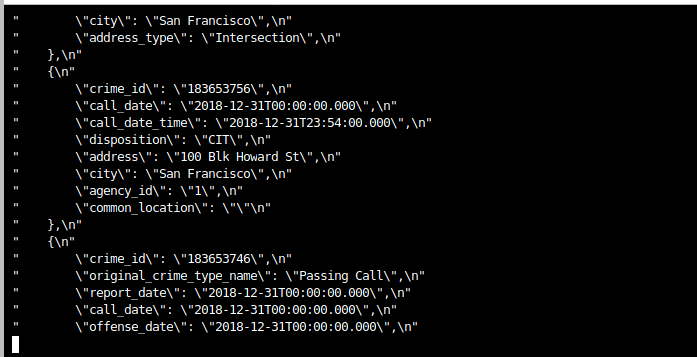 "        \"city\": \"San Francisco\",\n"
"        \"address_type\": \"Intersection\",\n"
"    },\n"
"    {\n"
"        \"crime_id\": \"183653756\",\n"
"        \"call_date\": \"2018-12-31T00:00:00.000\",\n"
"        \"call_date_time\": \"2018-12-31T23:54:00.000\",\n"
"        \"disposition\": \"CIT\",\n"
"        \"address\": \"100 Blk Howard St\",\n"
"        \"city\": \"San Francisco\",\n"
"        \"agency_id\": \"1\",\n"
"        \"common_location\": \"\"\n"
"    },\n"
"    {\n"
"        \"crime_id\": \"183653746\",\n"
"        \"original_crime_type_name\": \"Passing Call\",\n"
"        \"report_date\": \"2018-12-31T00:00:00.000\",\n"
"        \"call_date\": \"2018-12-31T00:00:00.000\",\n"
"        \"offense_date\": \"2018-12-31T00:00:00.000\",\n"